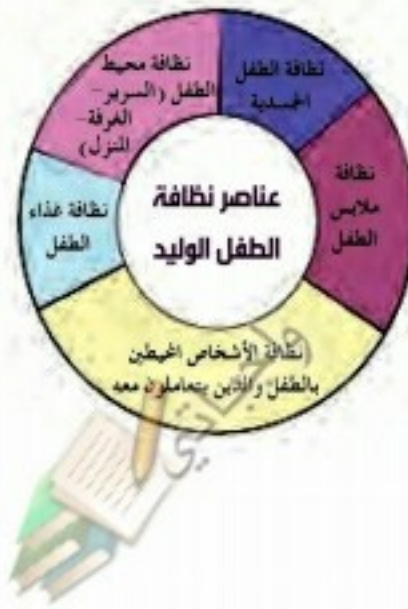 عناصر نظافة
الطفل الوليد
نظافة الطفل
الجسدية
نظافة
ملابس
الطفل
نظافة الأشخاص المحيطين
بالطفل والذين يتعاملون معه
نظافة غذاء
الطفل
نظافة محيط
الطفل (السرير-
الغرفة-
المنزل)
واجباتي